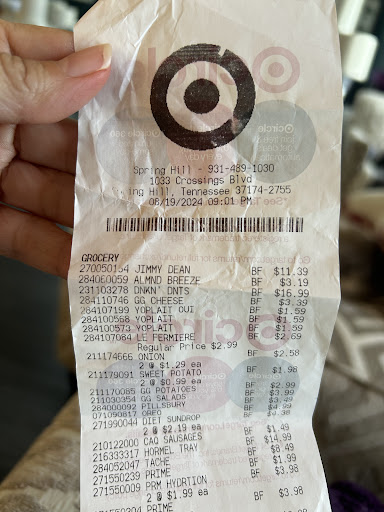 Spring Hill - 931-489-1030
1033 Crossings Blvd
Hill, Tennessee 37174-2755
08/19/2024 09:01 PM
GROCERY
270050164 JIMMY DEAN BF $11.39
284060059 ALMND BREEZE BF $3.19
231103278 DNKN' DNTS BF $16.99
284110746 GG CHEESE BF $3.39
284107199 YOPLAIT OUI BF $1.59
284100568 YOPLAIT BF $1.59
284100573 YOPLAIT BF $1.59
284107084 LE FERMIERE BF $2.69
Regular Price $2.99
211174666 ONION BF $2.58
2 @ $1.29 ea
211179091 SWEET POTATO BF $1.98
2 @ $0.99 ea
211170085 GG POTATOES BF $2.99
211030354 GG SALADS BF $3.99
284000092 PILLSBURY BF $3.49
071090817 OREO BF $4.99
271990044 DIET SUNDROP BF $4.38
2 @ $2.19 ea
210122000 CAQ SAUSAGES BF $1.49
216333317 HORMEL TRAY BF $14.99
284052047 TACHE BF $8.49
271550239 PRIME BF $1.99
271550009 PRM HYDRTION BF $3.98
2 @ $1.99 ea
PRIME BF $3.98